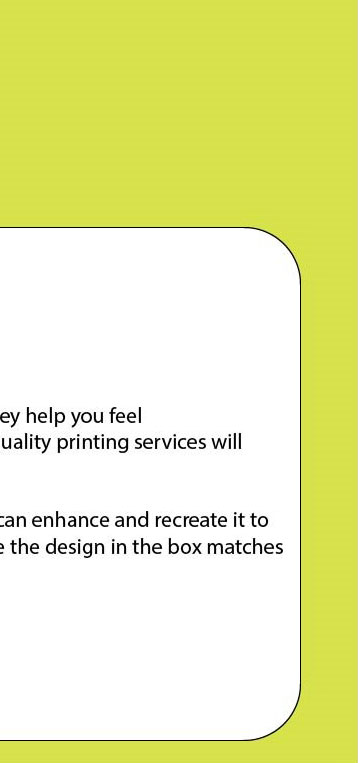 ey help you feel
uality printing services will
can enhance and recreate it to
e the design in the box matches